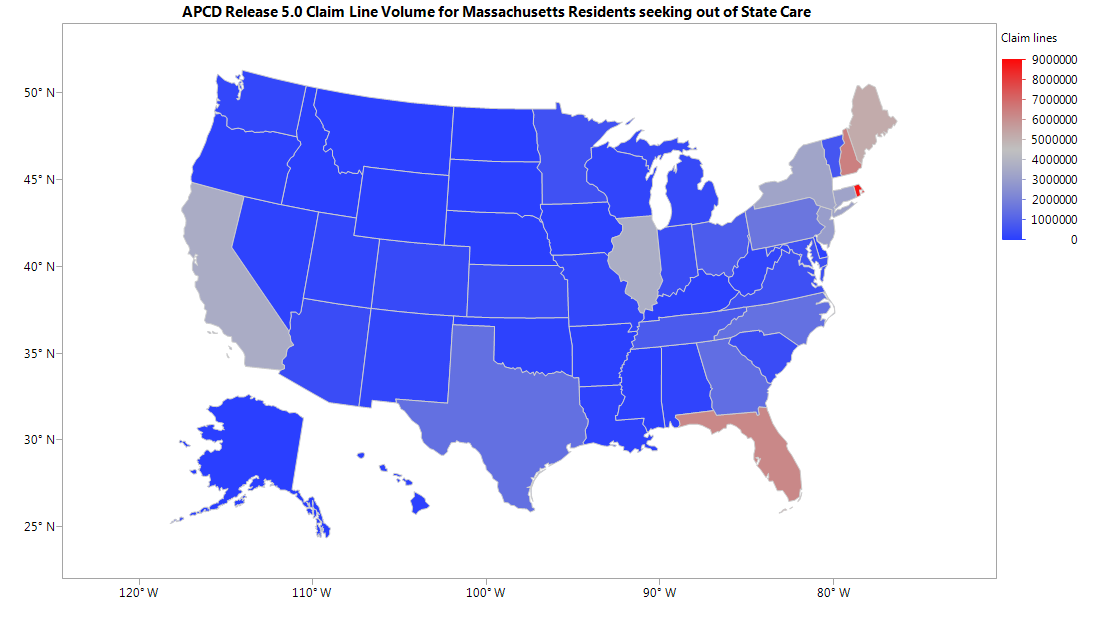 APCD Release 5.0 Claim Line Volume for Massachusetts Residents seeking out of State Care
Claim lines
9000000
8000000
7000000
6000000
5000000
4000000
3000000
2000000
1000000
0
50° N
45° N
40° N
35° N
30° N
25° N
120° W
110° W
100° W
90° W
80° W